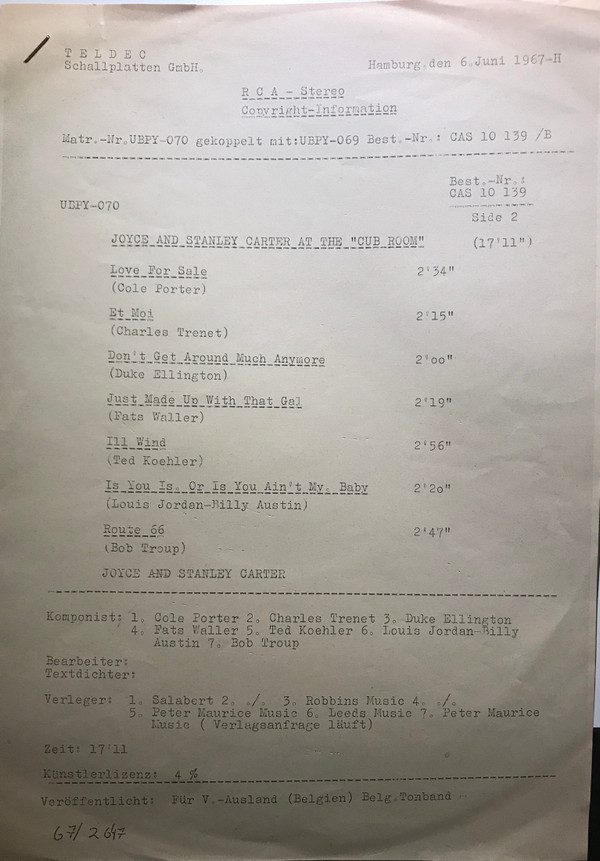 T E L D E C
Schallplatten GmbH.
Hamburg,den 6.Juni 1967-H
R C A - Stereo
Copyright-Information
Matr.-Nr.UBPY-070 gekoppelt mit:UBPY-069 Best.-Nr.: CAS 10 139 /B
Best.-Nr.:
CAS 10 139
UBPY-070
Side 2
JOYCE AND STANLEY CARTER AT THE "CUB ROOM" (17'11")
Love For Sale 2'34"
(Cole Porter)
Et Moi 2'15"
(Charles Trenet)
Don't Get Around Much Anymore 2'oo"
(Duke Ellington)
Just Made Up With That Gal 2'19"
(Fats Waller)
Ill Wind 2'56"
(Ted Koehler)
Is You Is. Or Is You Ain't My. Baby 2'2o"
(Louis Jordan-Billy Austin)
Route 66 2'47"
(Bob Troup)
JOYCE AND STANLEY CARTER
Komponist: 1. Cole Porter 2. Charles Trenet 3. Duke Ellington
4. Fats Waller 5. Ted Koehler 6. Louis Jordan-Billy
Austin 7. Bob Troup
Bearbeiter:
Textdichter:
Verleger: 1. Salabert 2. ./. 3. Robbins Music 4. ./.
5. Peter Maurice Music 6. Leeds Music 7. Peter Maurice
Music ( Verlagsanfrage läuft)
Zeit: 17'11
Künstlerlizenz: 4 %
Veröffentlicht: Für V.-Ausland (Belgien) Belg.Tonband
67/2647